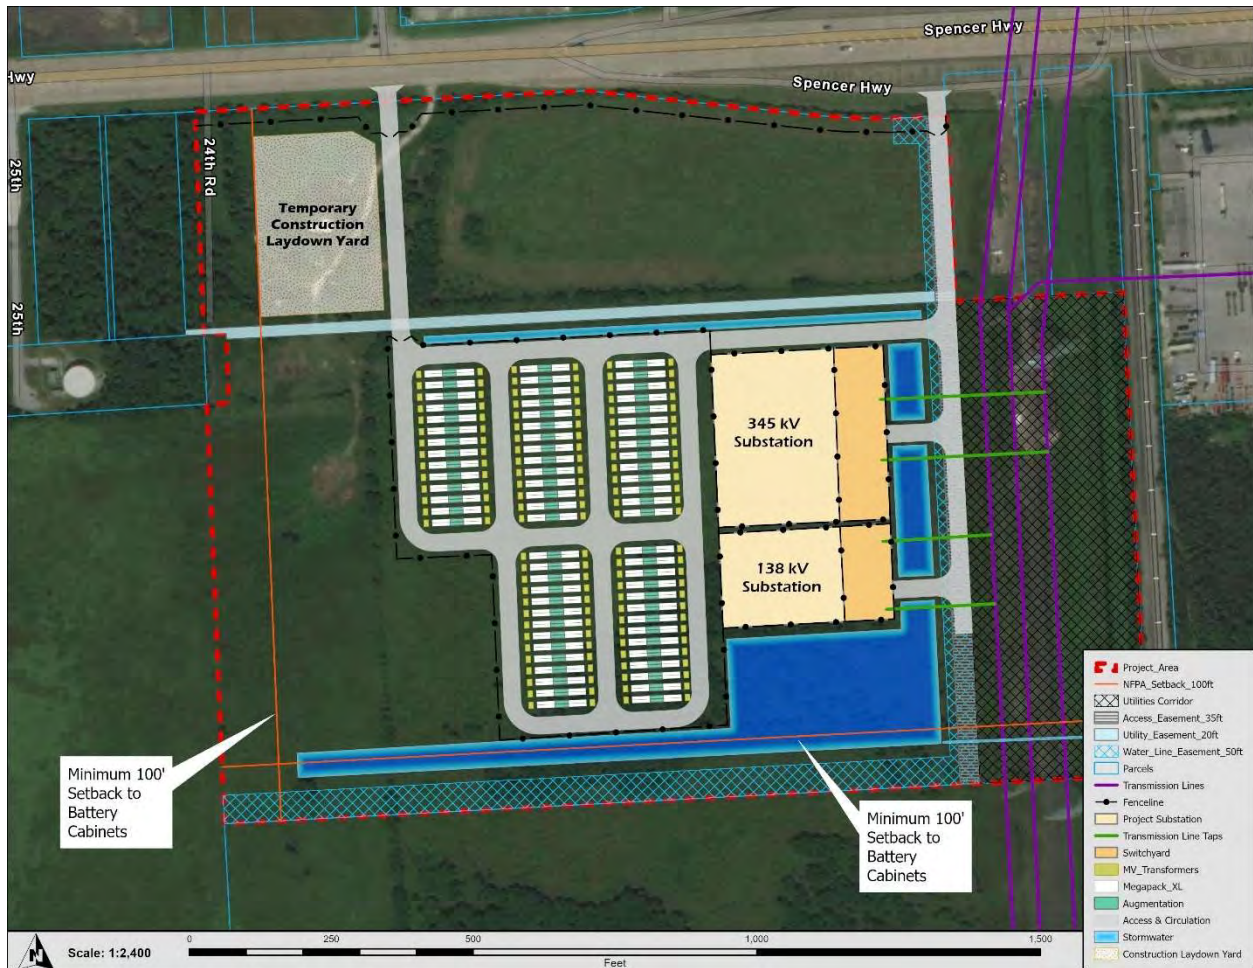 Spencer Hwy
Hwy
Spencer Hwy
25th
24th Rd
Temporary
Construction
Laydown Yard
25th
345 kV
Substation
138 kV
Substation
Minimum 100'
Setback to
Battery
Cabinets
Minimum 100'
Setback to
Battery
Cabinets
Project_Area
NFPA_Setback_100ft
Utilities Corridor
Access_Easement_35ft
Utility_Easement_20ft
Water_Line_Easement_50ft
Parcels
Transmission Lines
Fenceline
Project Substation
Transmission Line Taps
Switchyard
MV_Transformers
Megapack_XL
Augmentation
Access & Circulation
Stormwater
Construction Laydown Yard
N
Scale: 1:2,400
0 250 500 1,000 1,500
Feet